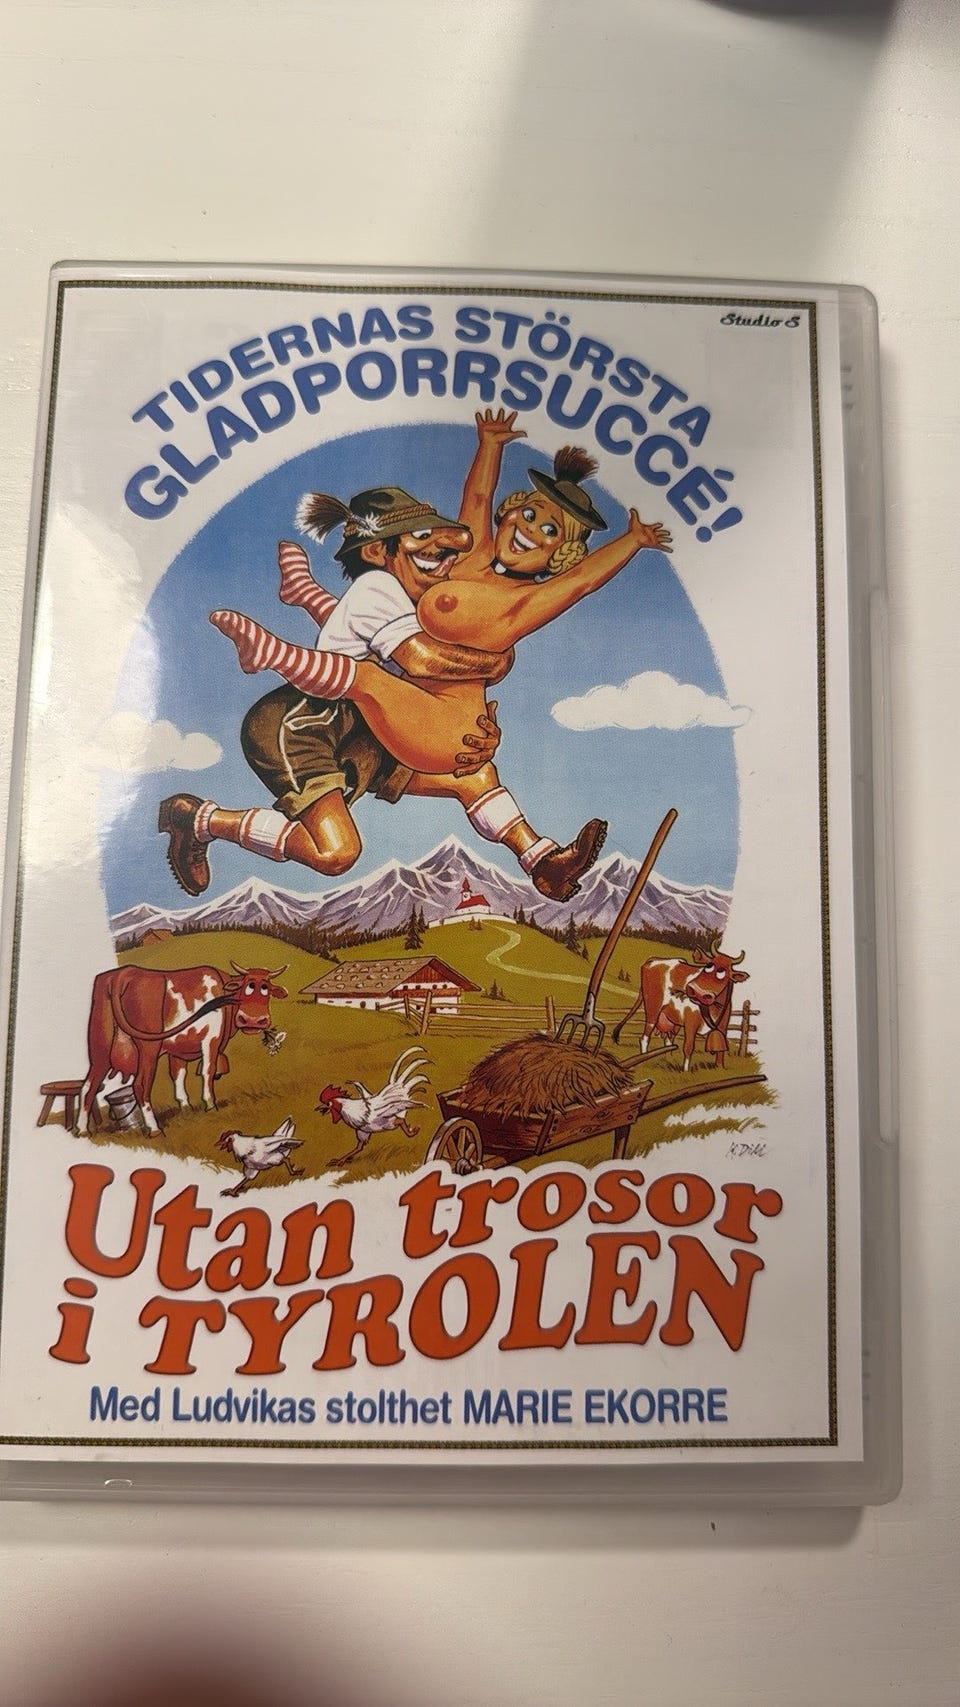 Studio S
TIDERNAS STÖRSTA
GLADPORRSUCCÉ!
Utan trosor
i TYROLEN
Med Ludvikas stolthet MARIE EKORRE